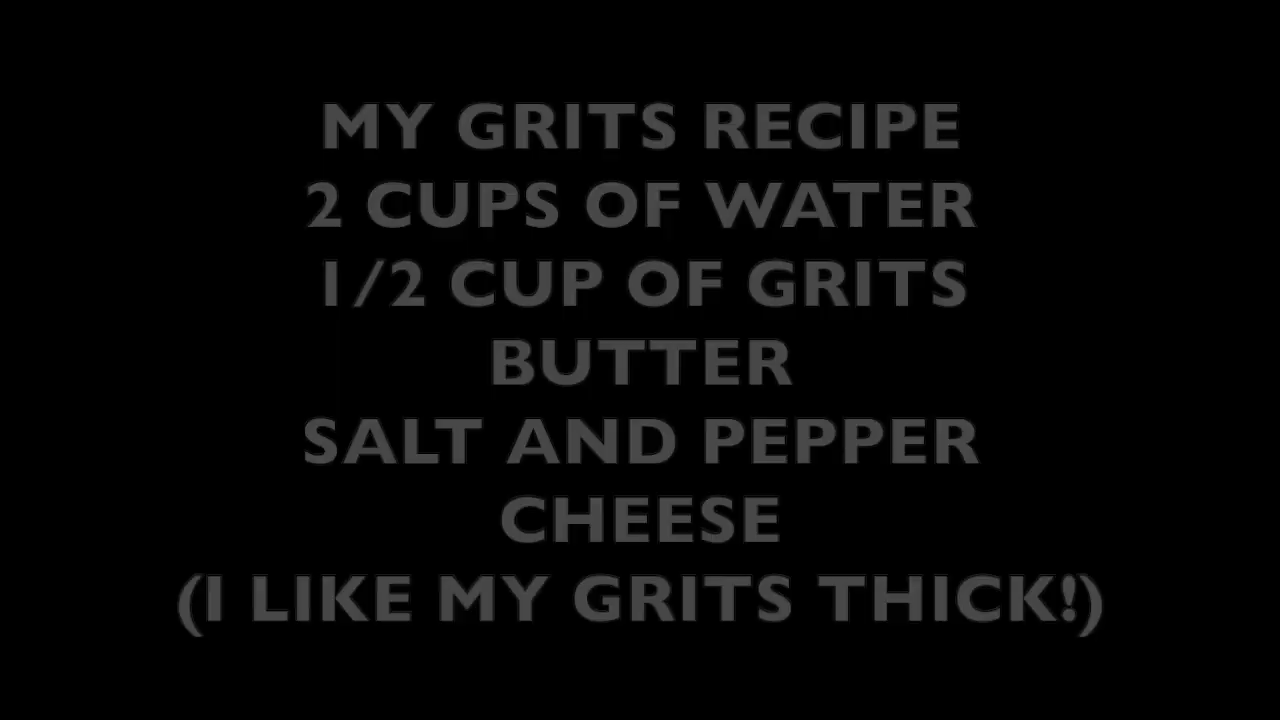 MY GRITS RECIPE
2 CUPS OF WATER
1/2 CUP OF GRITS
BUTTER
SALT AND PEPPER
CHEESE
(I LIKE MY GRITS THICK!)